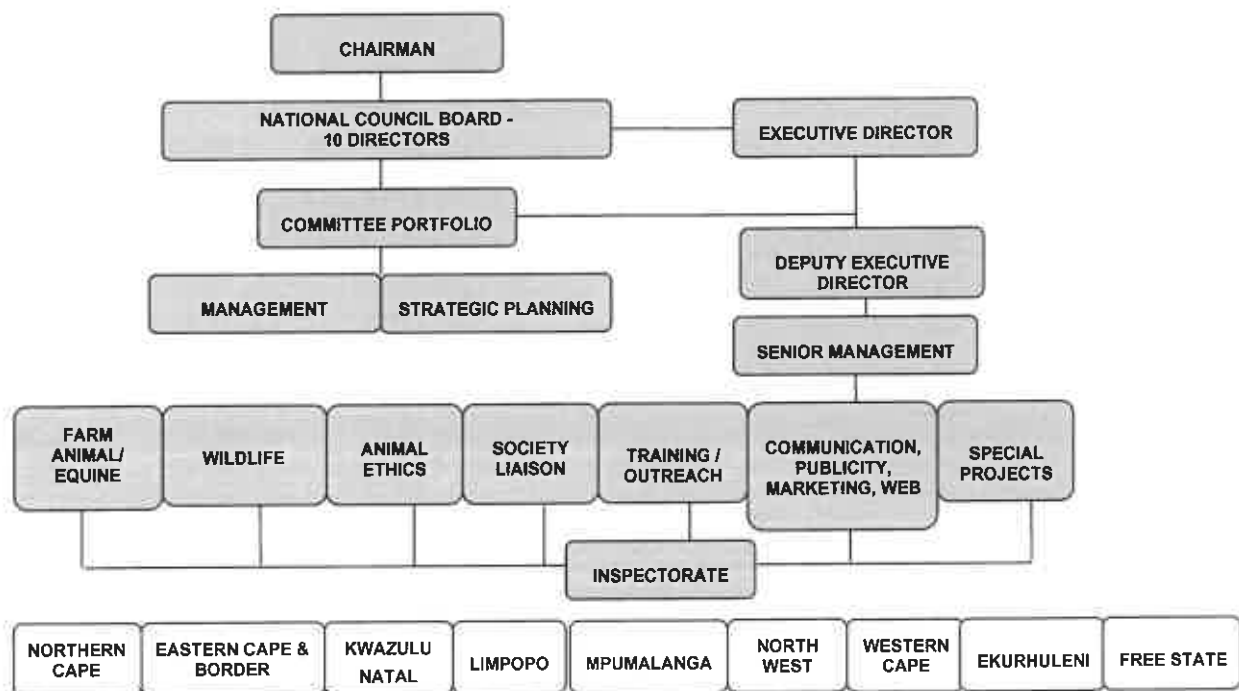 CHAIRMAN
NATIONAL COUNCIL BOARD -
10 DIRECTORS
EXECUTIVE DIRECTOR
COMMITTEE PORTFOLIO
DEPUTY EXECUTIVE
DIRECTOR
MANAGEMENT
STRATEGIC PLANNING
SENIOR MANAGEMENT
FARM
ANIMAL/
EQUINE
WILDLIFE
ANIMAL
ETHICS
SOCIETY
LIAISON
TRAINING /
OUTREACH
COMMUNICATION,
PUBLICITY,
MARKETING, WEB
SPECIAL
PROJECTS
INSPECTORATE
NORTHERN
CAPE
EASTERN CAPE &
BORDER
KWAZULU
NATAL
LIMPOPO
MPUMALANGA
NORTH
WEST
WESTERN
CAPE
EKURHULENI
FREE STATE